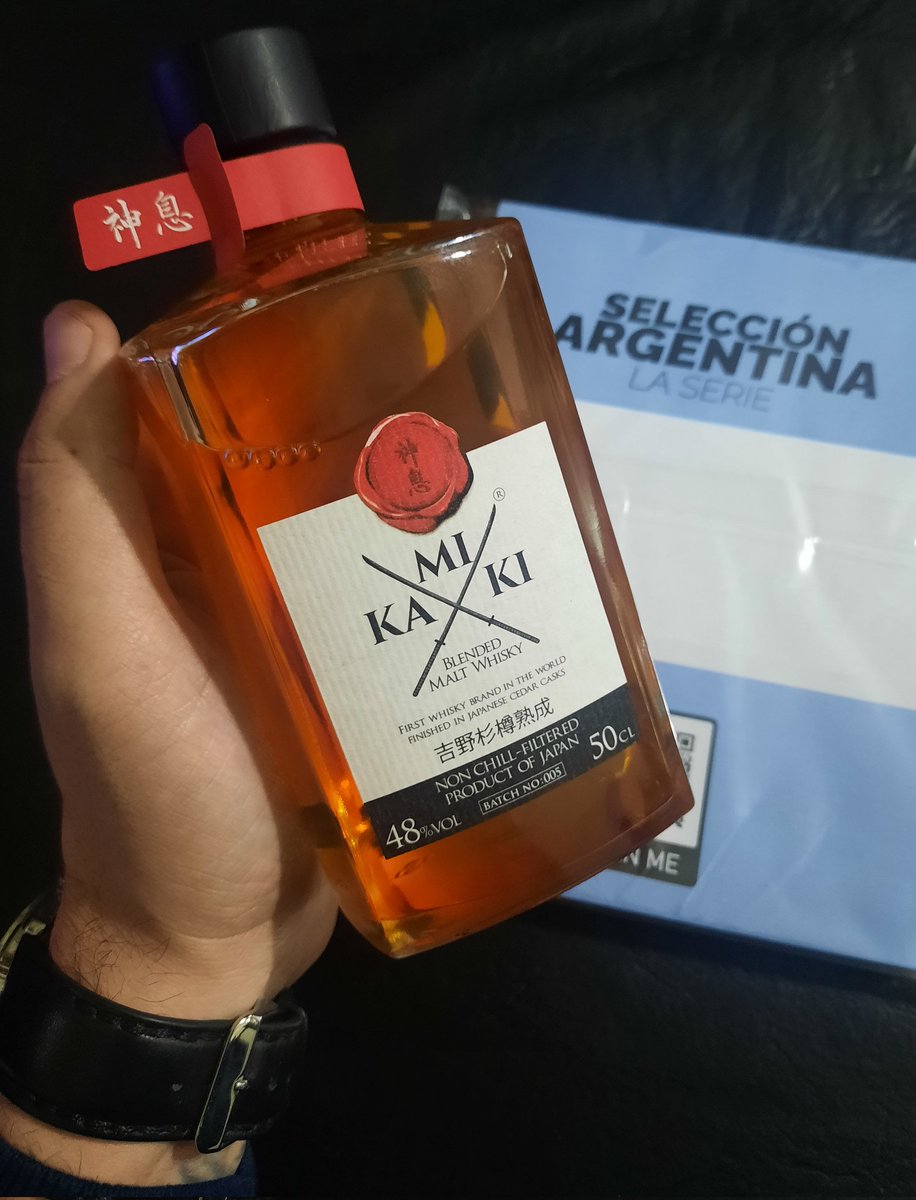 神息
神息
®
KA MI KI
BLENDED
MALT WHISKY
FIRST WHISKY BRAND IN THE WORLD
FINISHED IN JAPANESE CEDAR CASKS
吉野杉樽熟成
NON CHILL-FILTERED
PRODUCT OF JAPAN
BATCH NO:005
48%VOL
50CL
SELECCIÓN
ARGENTINA
LA SERIE
ME